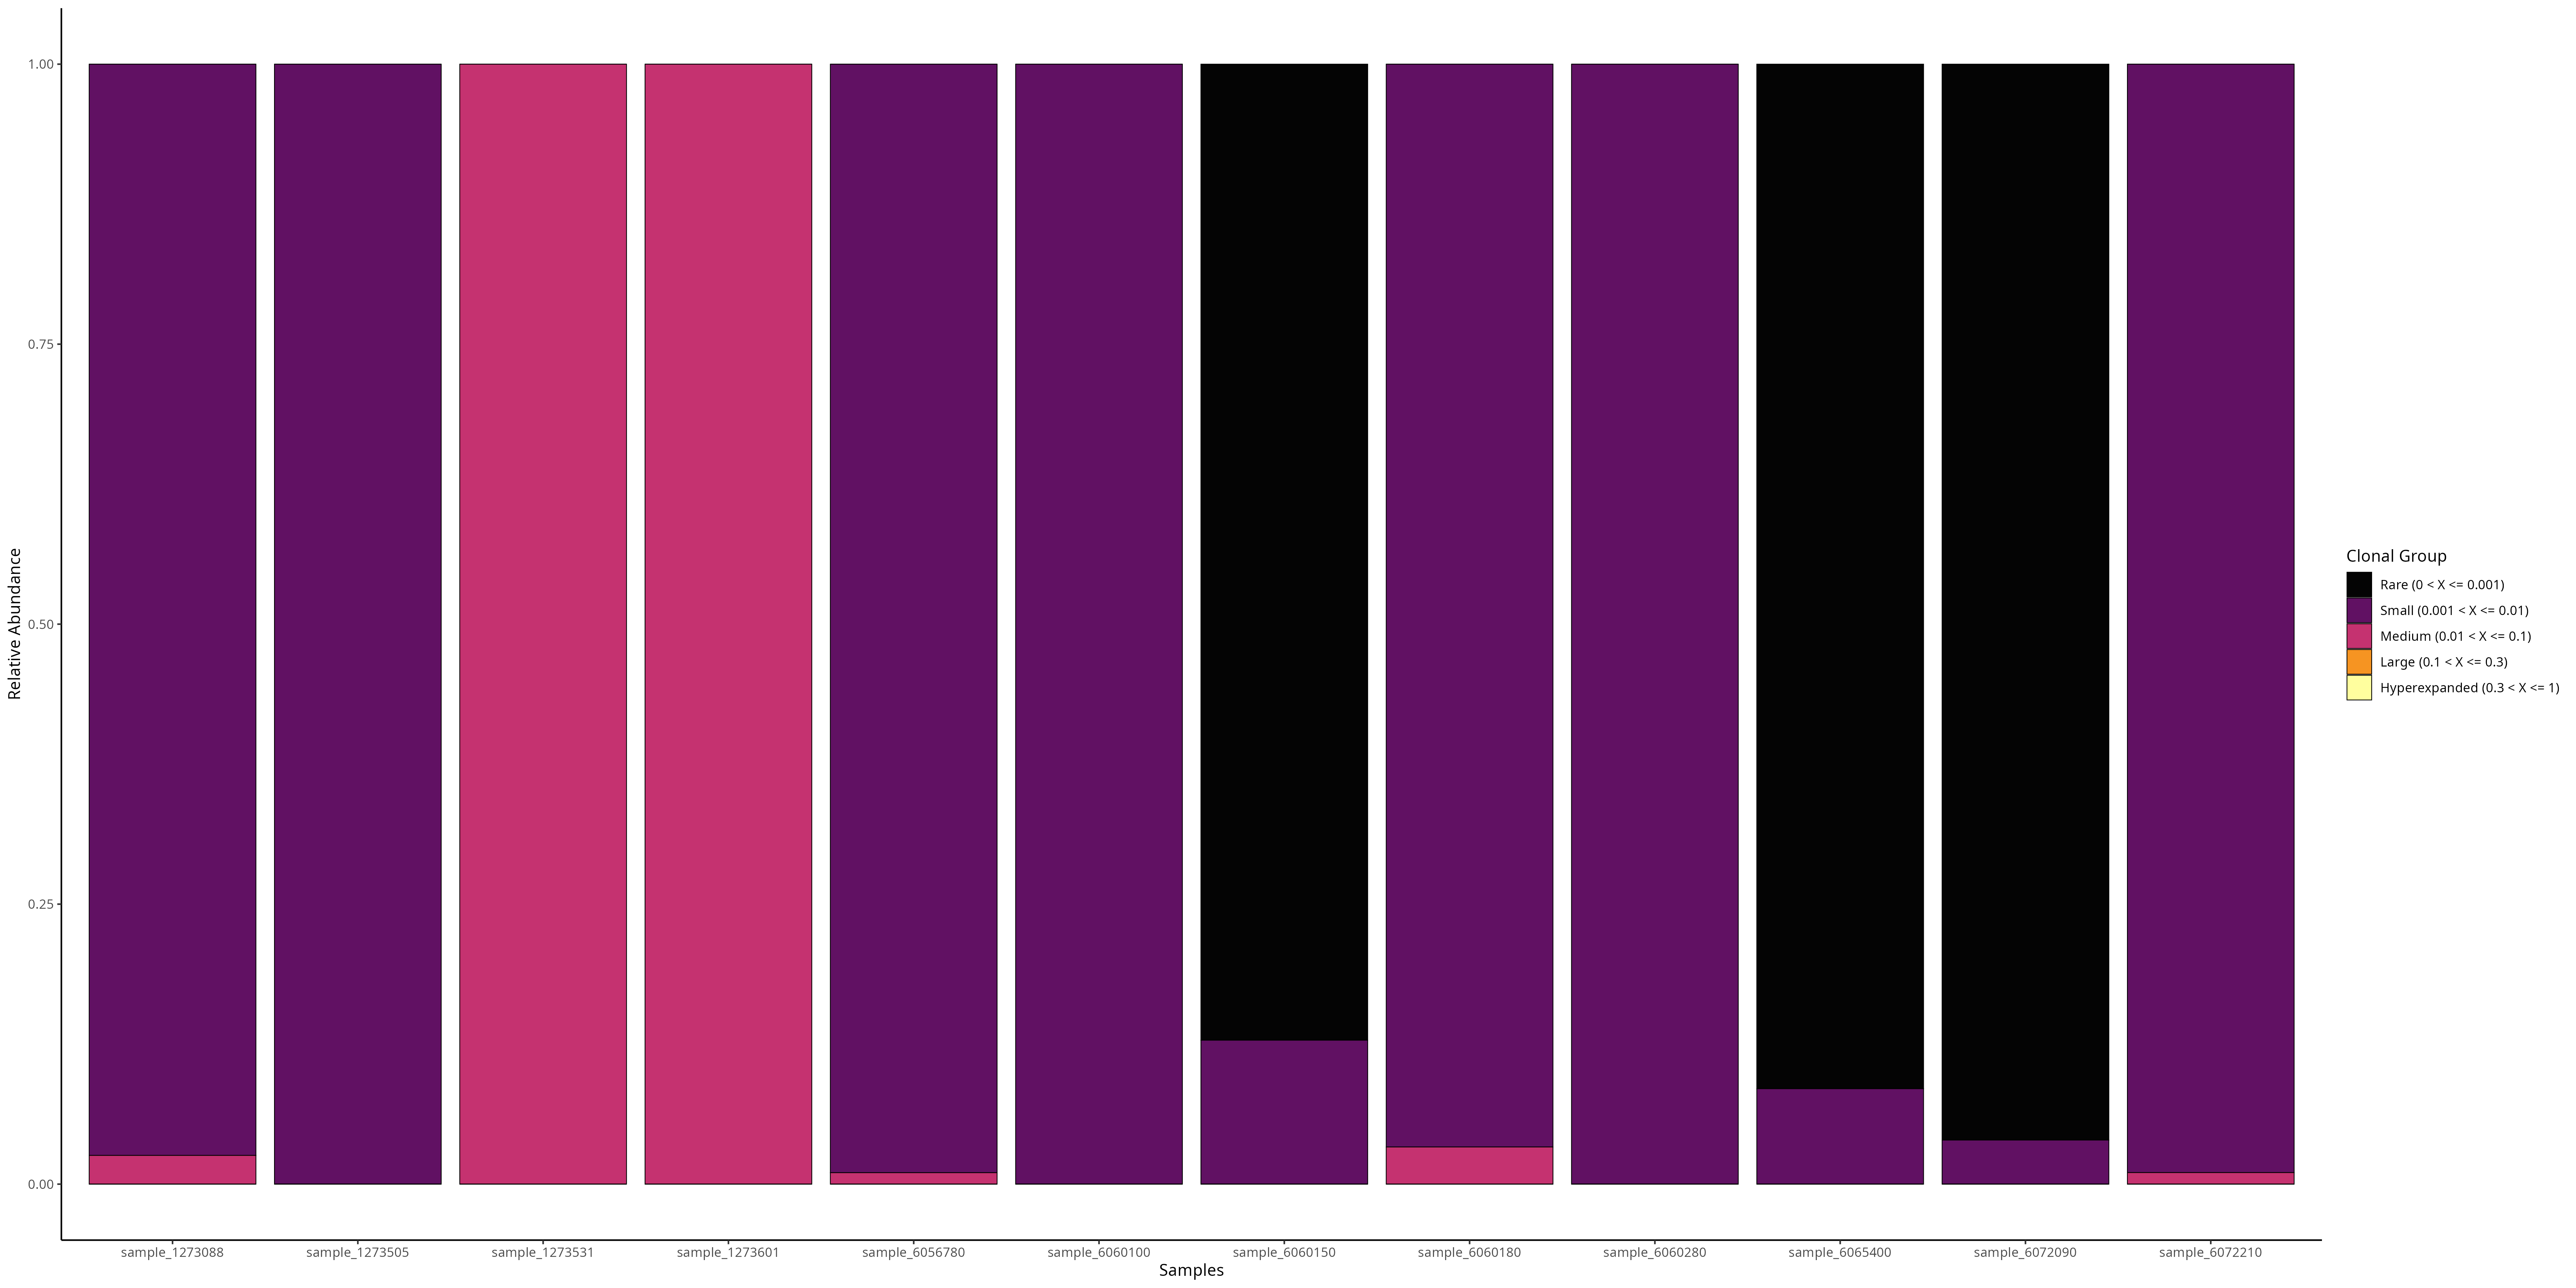 Relative Abundance
1.00
0.75
0.50
0.25
0.00
sample_1273088 sample_1273505 sample_1273531 sample_1273601 sample_6056780 sample_6060100 sample_6060150 sample_6060180 sample_6060280 sample_6065400 sample_6072090 sample_6072210
Samples
Clonal Group
Rare (0 < X <= 0.001)
Small (0.001 < X <= 0.01)
Medium (0.01 < X <= 0.1)
Large (0.1 < X <= 0.3)
Hyperexpanded (0.3 < X <= 1)